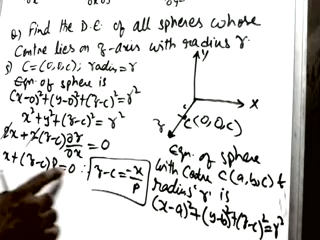 Q) Find the D.E. of all spheres whose
Centre lies on z-axis with radius r.
S) C=(0,0,c); radius=r
Eqn. of sphere is
(x-0)²+(y-0)²+(z-c)²=r²
x²+y²+(z-c)²=r²
2x+2(z-c)∂z/∂x=0
x+(z-c)P=0
z-c=-x/P
y
x
z
C(0,0,c)
Eqn. of sphere
with centre C(a,b,c) &
radius r is
(x-a)²+(y-b)²+(z-c)²=r²